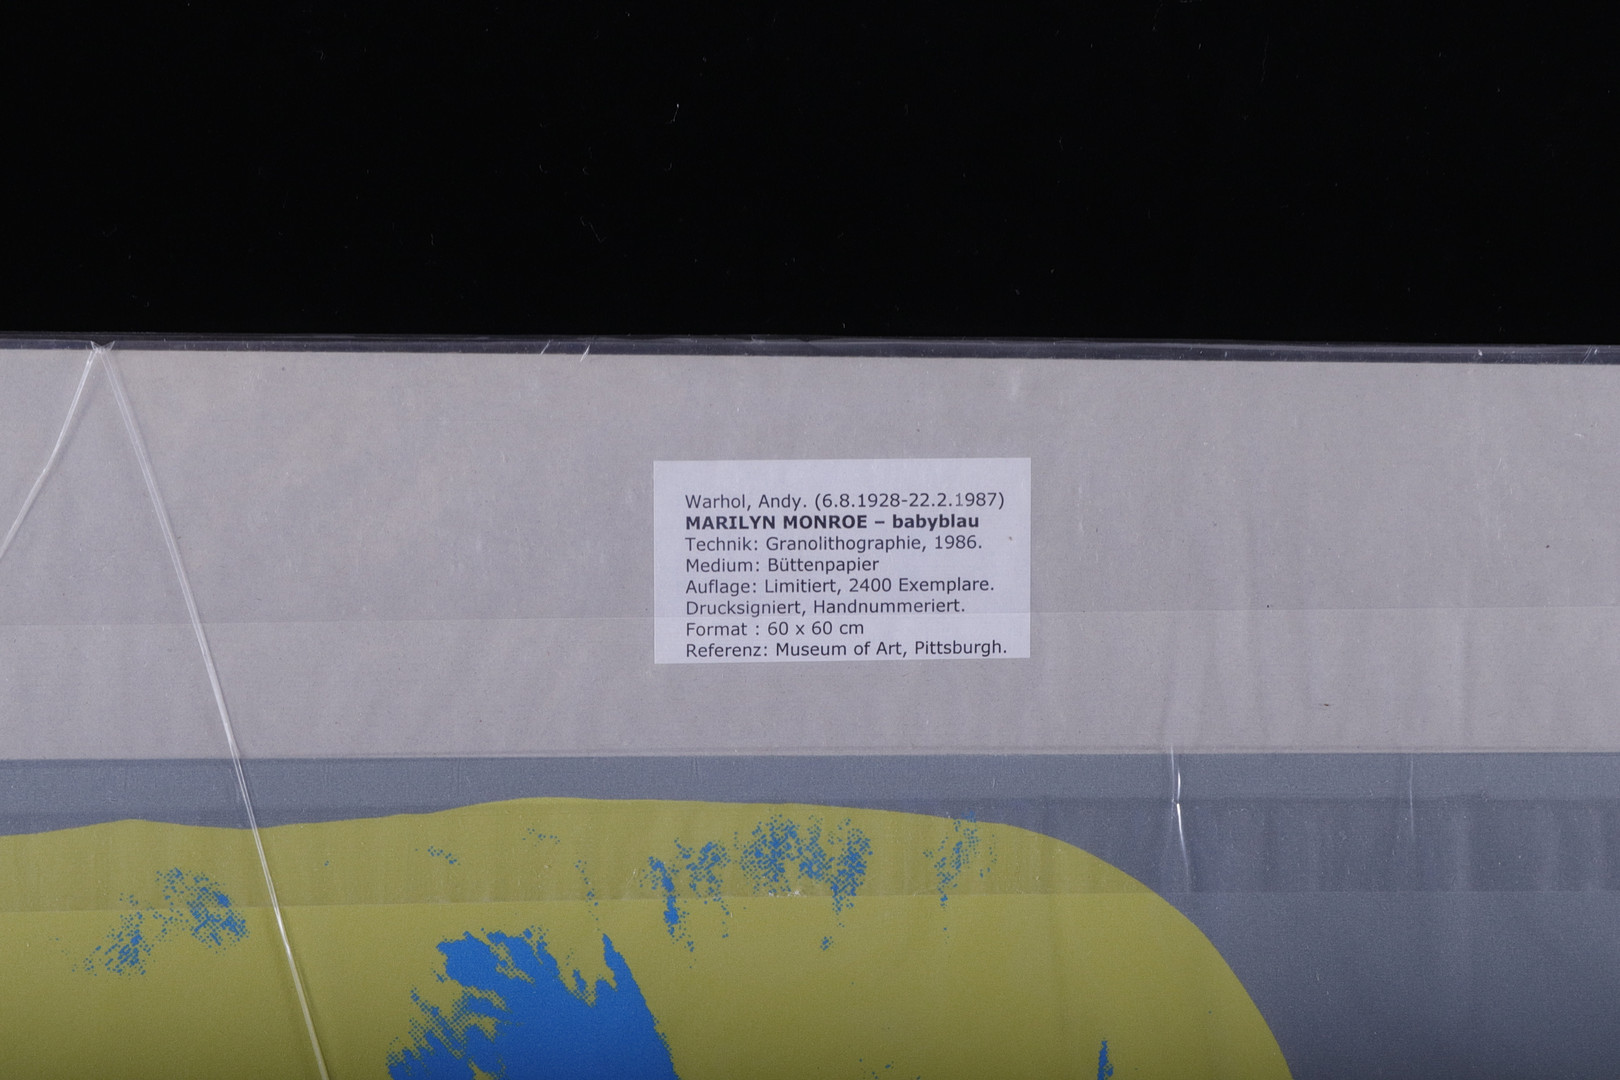 Warhol, Andy. (6.8.1928-22.2.1987)
MARILYN MONROE – babyblau
Technik: Granolithographie, 1986.
Medium: Büttenpapier
Auflage: Limitiert, 2400 Exemplare.
Drucksigniert, Handnummeriert.
Format : 60 x 60 cm
Referenz: Museum of Art, Pittsburgh.